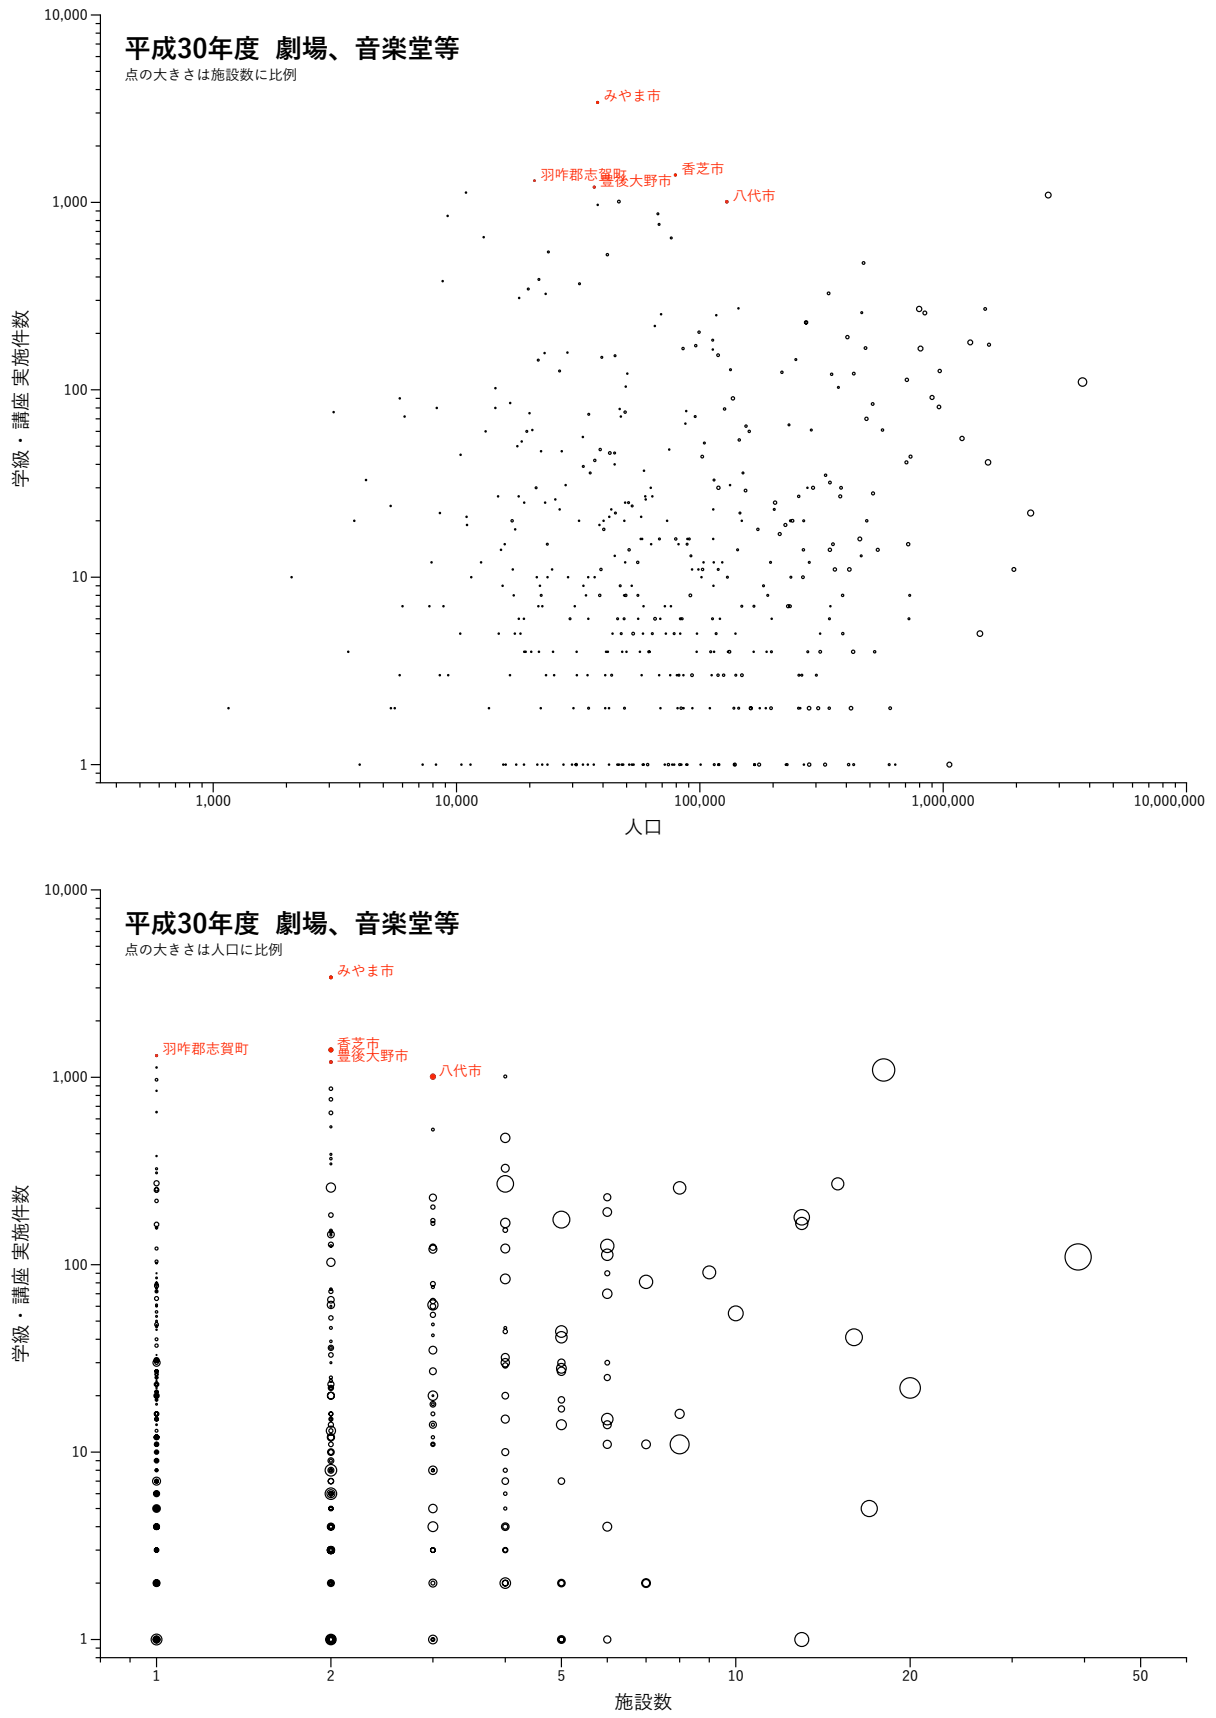 10,000
平成30年度 劇場、音楽堂等
点の大きさは施設数に比例
みやま市
香芝市
羽咋郡志賀町
豊後大野市
八代市
1,000
100
10
1
学級・講座 実施件数
1,000
10,000
100,000
1,000,000
10,000,000
人口
10,000
平成30年度 劇場、音楽堂等
点の大きさは人口に比例
みやま市
羽咋郡志賀町
香芝市
豊後大野市
八代市
1,000
100
10
1
学級・講座 実施件数
1
2
5
10
20
50
施設数